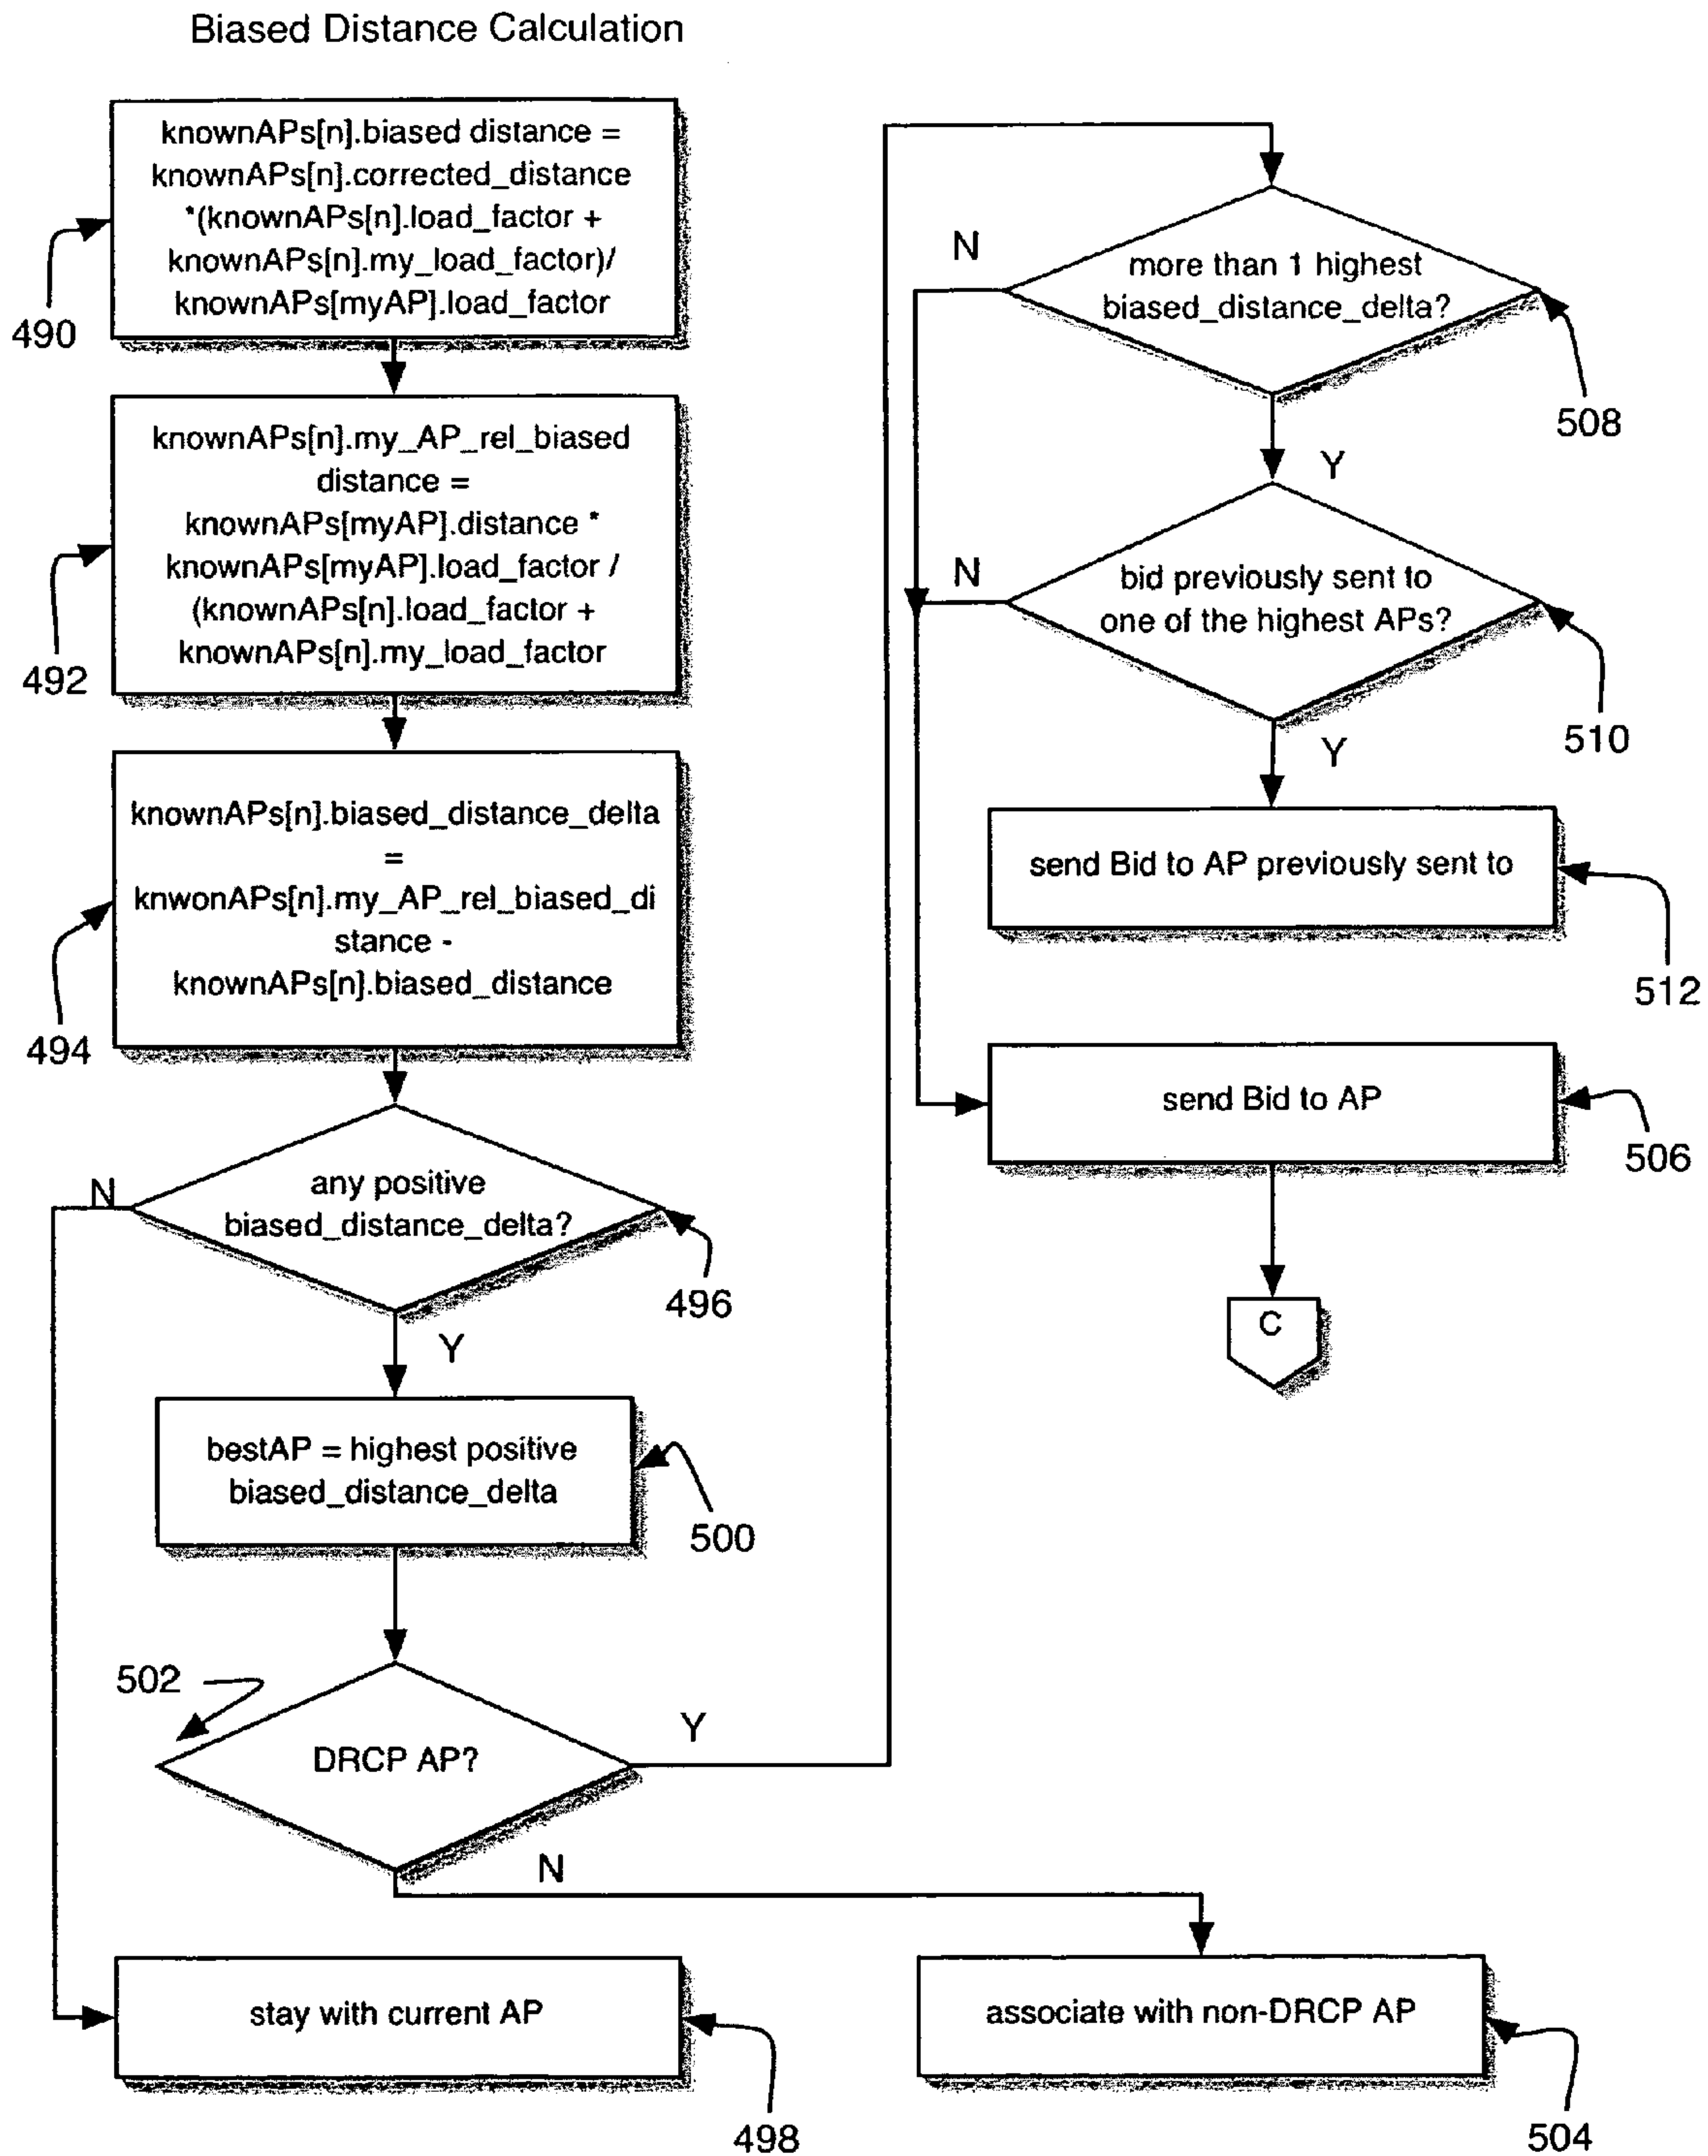 Biased Distance Calculation
knownAPs[n].biased distance =
knownAPs[n].corrected_distance
*(knownAPs[n].load_factor +
knownAPs[n].my_load_factor)/
knownAPs[myAP].load_factor
490
knownAPs[n].my_AP_rel_biased
distance =
knownAPs[myAP].distance *
knownAPs[myAP].load_factor /
(knownAPs[n].load_factor +
knownAPs[n].my_load_factor
492
knownAPs[n].biased_distance_delta
=
knwonAPs[n].my_AP_rel_biased_di
stance -
knownAPs[n].biased_distance
494
any positive
biased_distance_delta?
N
496
Y
bestAP = highest positive
biased_distance_delta
500
502
DRCP AP?
Y
N
stay with current AP
498
associate with non-DRCP AP
504
more than 1 highest
biased_distance_delta?
N
508
Y
bid previously sent to
one of the highest APs?
N
510
Y
send Bid to AP previously sent to
512
send Bid to AP
506
C